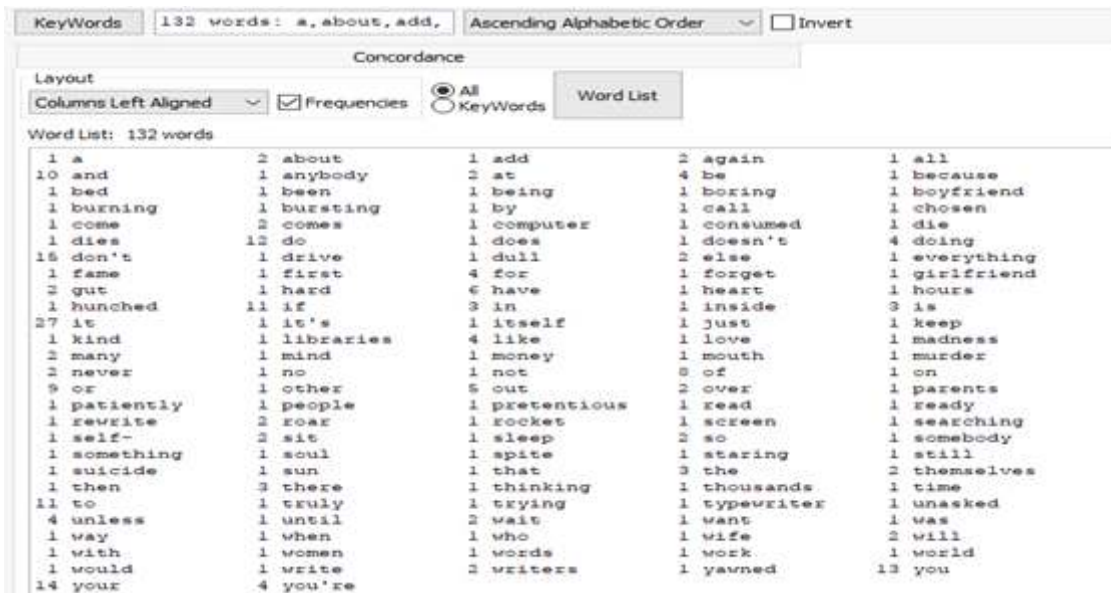 KeyWords 132 words: a,about,add, Ascending Alphabetic Order Invert
Concordance
Layout
Columns Left Aligned Frequencies All KeyWords Word List
Word List: 132 words
1 a 2 about 1 add 2 again 1 all
10 and 1 anybody 2 at 4 be 1 because
1 bed 1 been 1 being 1 boring 1 boyfriend
1 burning 1 bursting 1 by 1 call 1 chosen
1 come 2 comes 1 computer 1 consumed 1 die
1 dies 12 do 1 does 1 doesn't 4 doing
15 don't 1 drive 1 dull 2 else 1 everything
1 fame 1 first 4 for 1 forget 1 girlfriend
2 gut 1 hard 6 have 1 heart 1 hours
1 hunched 11 if 3 in 1 inside 3 is
27 it 1 it's 1 itself 1 just 1 keep
1 kind 1 libraries 4 like 1 love 1 madness
2 many 1 mind 1 money 1 mouth 1 murder
2 never 1 no 1 not 8 of 1 on
9 or 1 other 5 out 2 over 1 parents
1 patiently 1 people 1 pretentious 1 read 1 ready
1 rewrite 2 roar 1 rocket 1 screen 1 searching
1 self- 2 sit 1 sleep 2 so 1 somebody
1 something 1 soul 1 spite 1 staring 1 still
1 suicide 1 sun 1 that 3 the 2 themselves
1 then 3 there 1 thinking 1 thousands 1 time
11 to 1 truly 1 trying 1 typewriter 1 unasked
4 unless 1 until 2 wait 1 want 1 was
1 way 1 when 1 who 1 wife 2 will
1 with 1 women 1 words 1 work 1 world
1 would 1 write 2 writers 1 yawned 13 you
14 your 4 you're